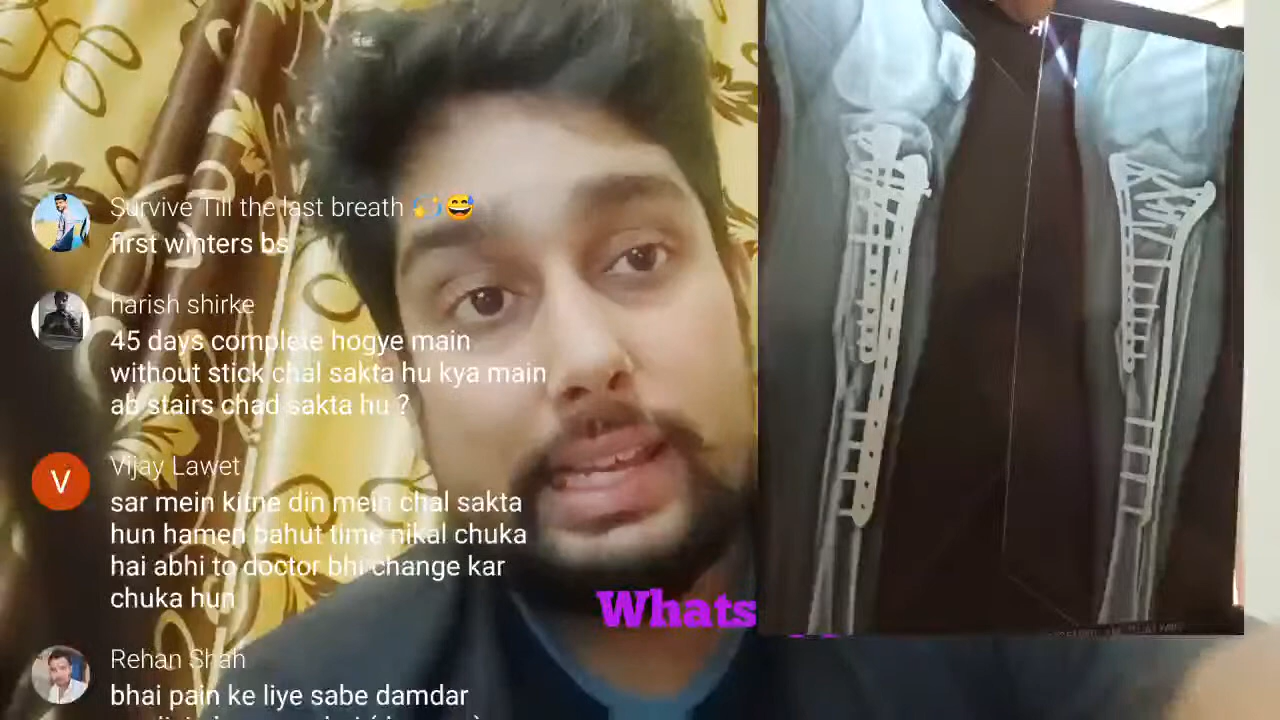 Survive Till the last breath 🤣😅
first winters bs
harish shirke
45 days complete hogye main
without stick chal sakta hu kya main
ab stairs chad sakta hu ?
V
Vijay Lawet
sar mein kitne din mein chal sakta
hun hamen bahut time nikal chuka
hai abhi to doctor bhi change kar
chuka hun
Whats
Rehan Shah
bhai pain ke liye sabe damdar